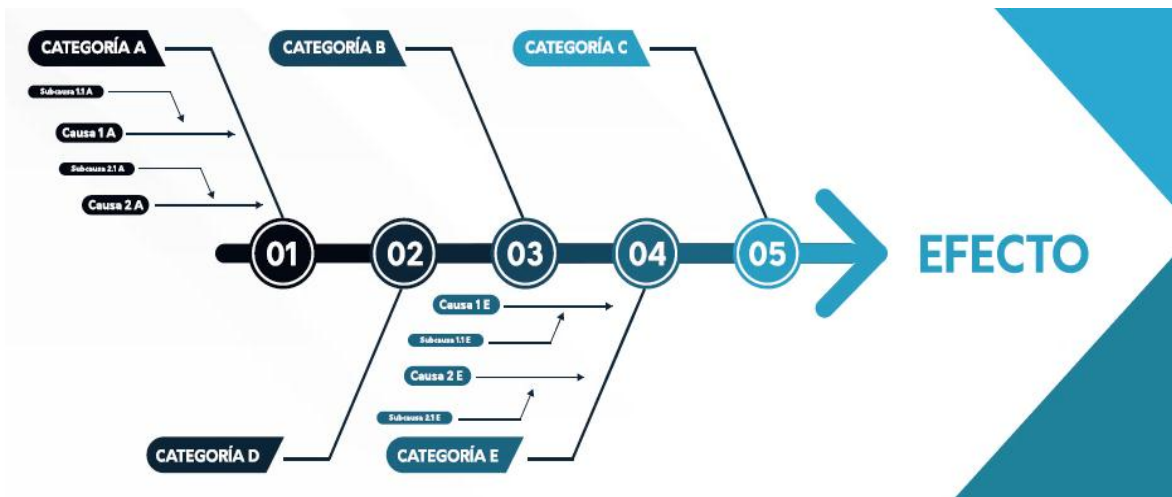 CATEGORÍA A
CATEGORÍA B
CATEGORÍA C
Subcausa 1.1 A
Causa 1 A
Subcausa 2.1 A
Causa 2 A
01
02
03
04
05
EFECTO
Causa 1 E
Subcausa 1.1 E
Causa 2 E
Subcausa 2.1 E
CATEGORÍA D
CATEGORÍA E